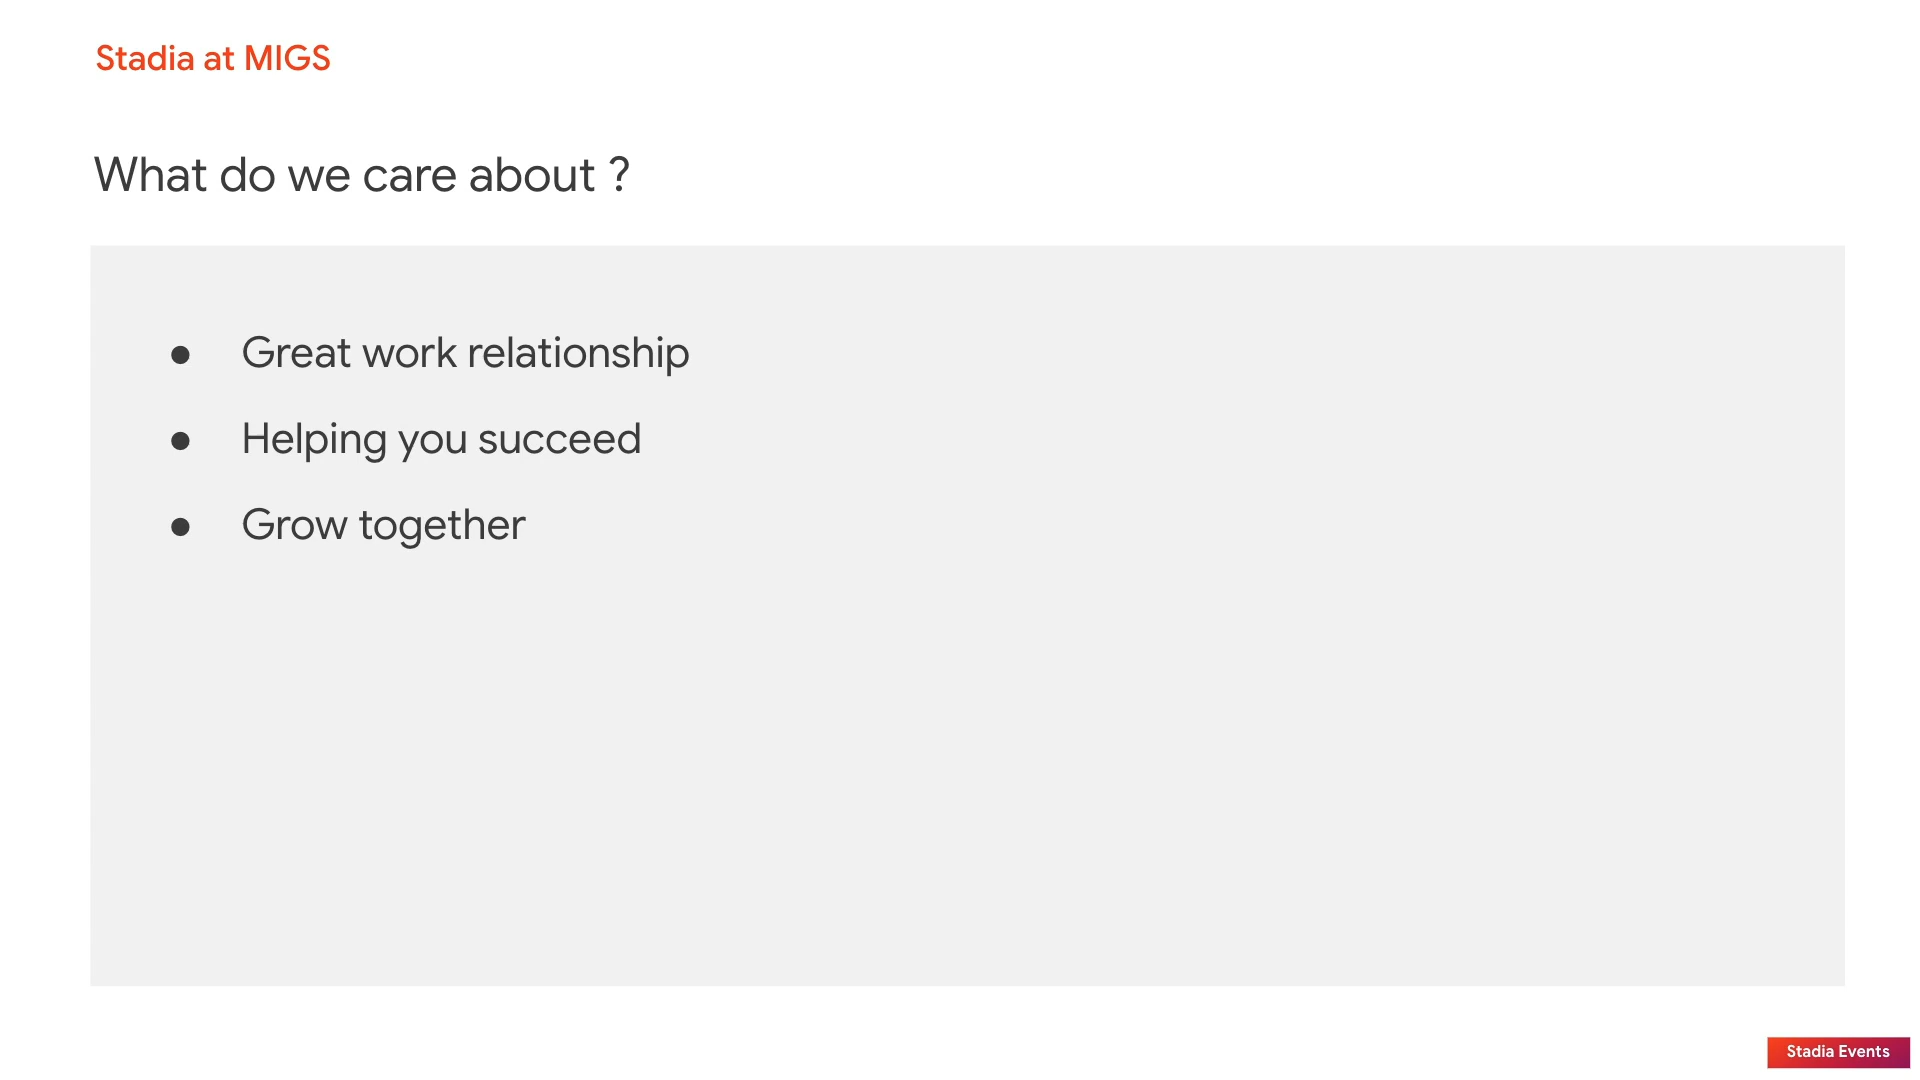 Stadia at MIGS
What do we care about ?
● Great work relationship
● Helping you succeed
● Grow together
Stadia Events